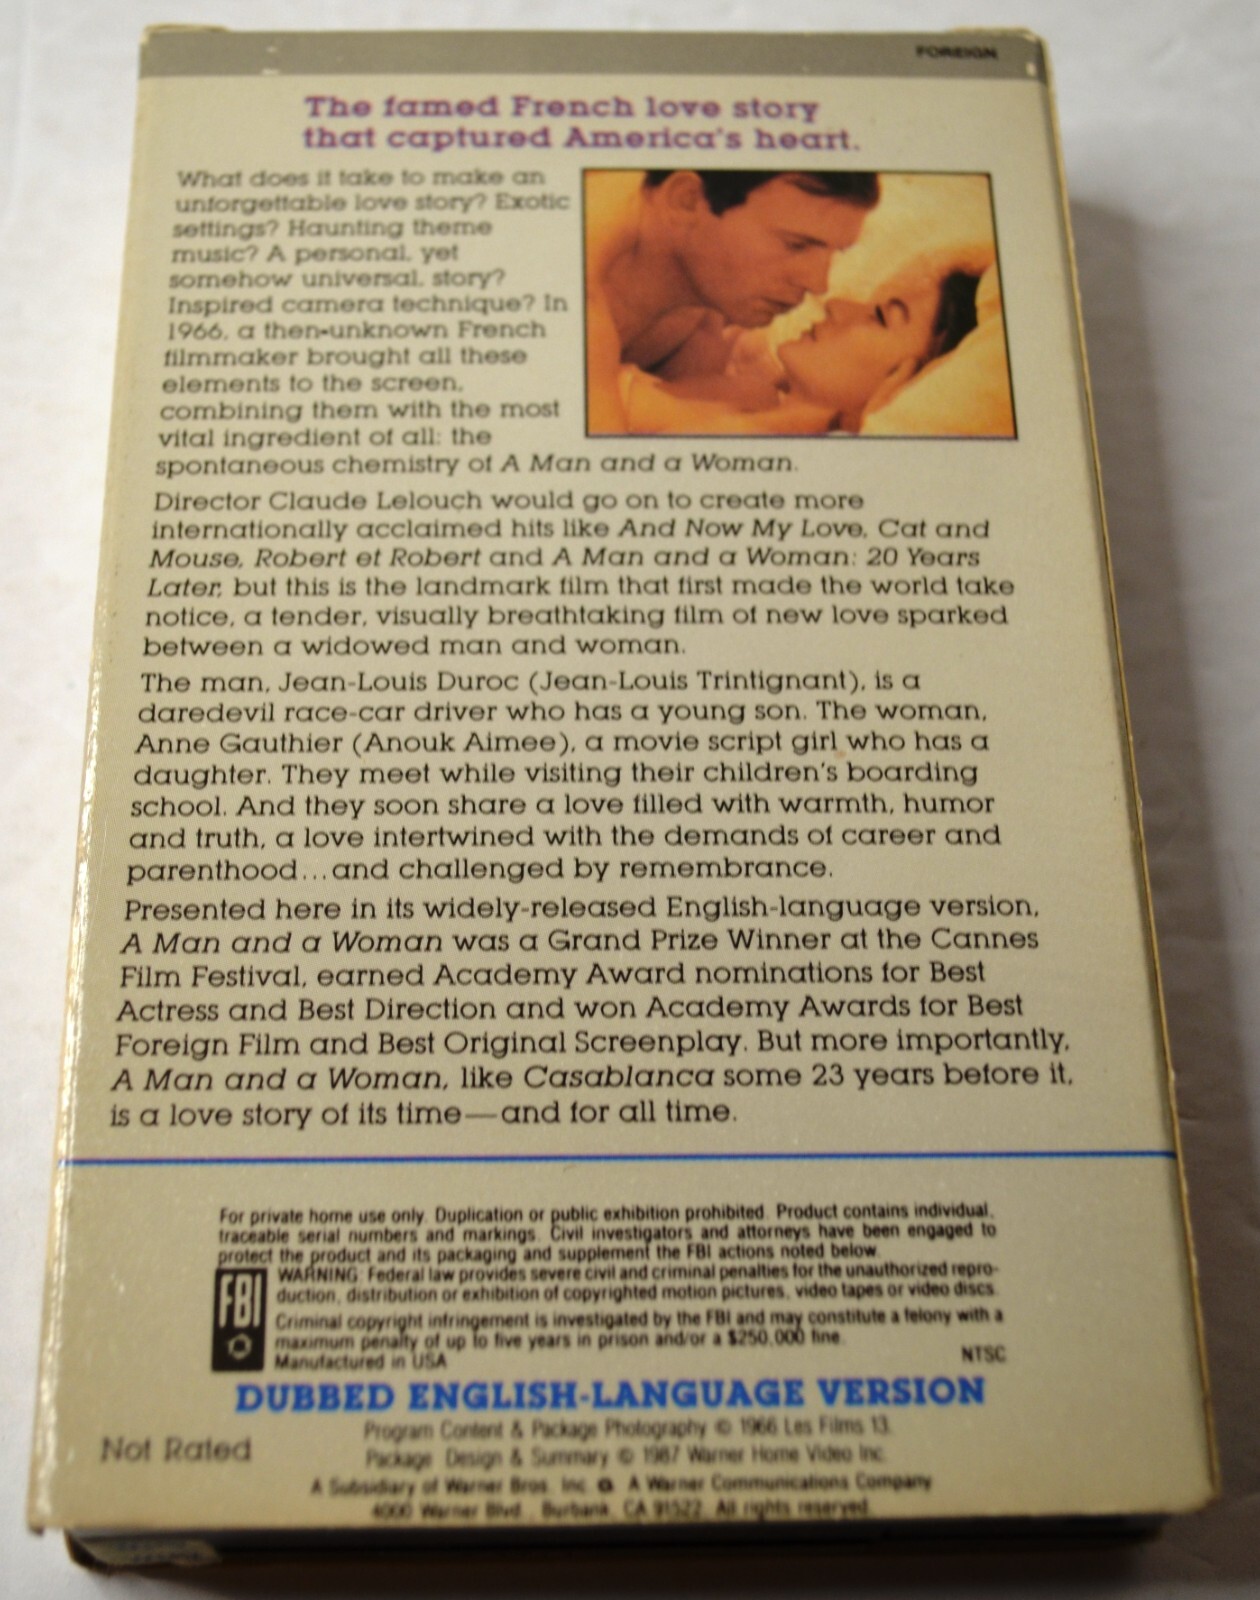 FOREIGN
The famed French love story
that captured America's heart.
What does it take to make an
unforgettable love story? Exotic
settings? Haunting theme
music? A personal, yet
somehow universal, story?
Inspired camera technique? In
1966, a then-unknown French
filmmaker brought all these
elements to the screen,
combining them with the most
vital ingredient of all: the
spontaneous chemistry of A Man and a Woman.
Director Claude Lelouch would go on to create more
internationally acclaimed hits like And Now My Love, Cat and
Mouse, Robert et Robert and A Man and a Woman: 20 Years
Later, but this is the landmark film that first made the world take
notice, a tender, visually breathtaking film of new love sparked
between a widowed man and woman.
The man, Jean-Louis Duroc (Jean-Louis Trintignant), is a
daredevil race-car driver who has a young son. The woman,
Anne Gauthier (Anouk Aimee), a movie script girl who has a
daughter. They meet while visiting their children's boarding
school. And they soon share a love filled with warmth, humor
and truth, a love intertwined with the demands of career and
parenthood...and challenged by remembrance.
Presented here in its widely-released English-language version,
A Man and a Woman was a Grand Prize Winner at the Cannes
Film Festival, earned Academy Award nominations for Best
Actress and Best Direction and won Academy Awards for Best
Foreign Film and Best Original Screenplay. But more importantly,
A Man and a Woman, like Casablanca some 23 years before it,
is a love story of its time—and for all time.
For private home use only. Duplication or public exhibition prohibited. Product contains individual,
traceable serial numbers and markings. Civil investigators and attorneys have been engaged to
protect the product and its packaging and supplement the FBI actions noted below.
FBI
WARNING: Federal law provides severe civil and criminal penalties for the unauthorized repro-
duction, distribution or exhibition of copyrighted motion pictures, video tapes or video discs.
Criminal copyright infringement is investigated by the FBI and may constitute a felony with a
maximum penalty of up to five years in prison and/or a $250,000 fine.
Manufactured in USA
NTSC
DUBBED ENGLISH-LANGUAGE VERSION
Not Rated
Program Content & Package Photography © 1966 Les Films 13.
Package Design & Summary © 1987 Warner Home Video Inc.
A Subsidiary of Warner Bros. Inc. A Warner Communications Company
4000 Warner Blvd., Burbank, CA 91522. All rights reserved.